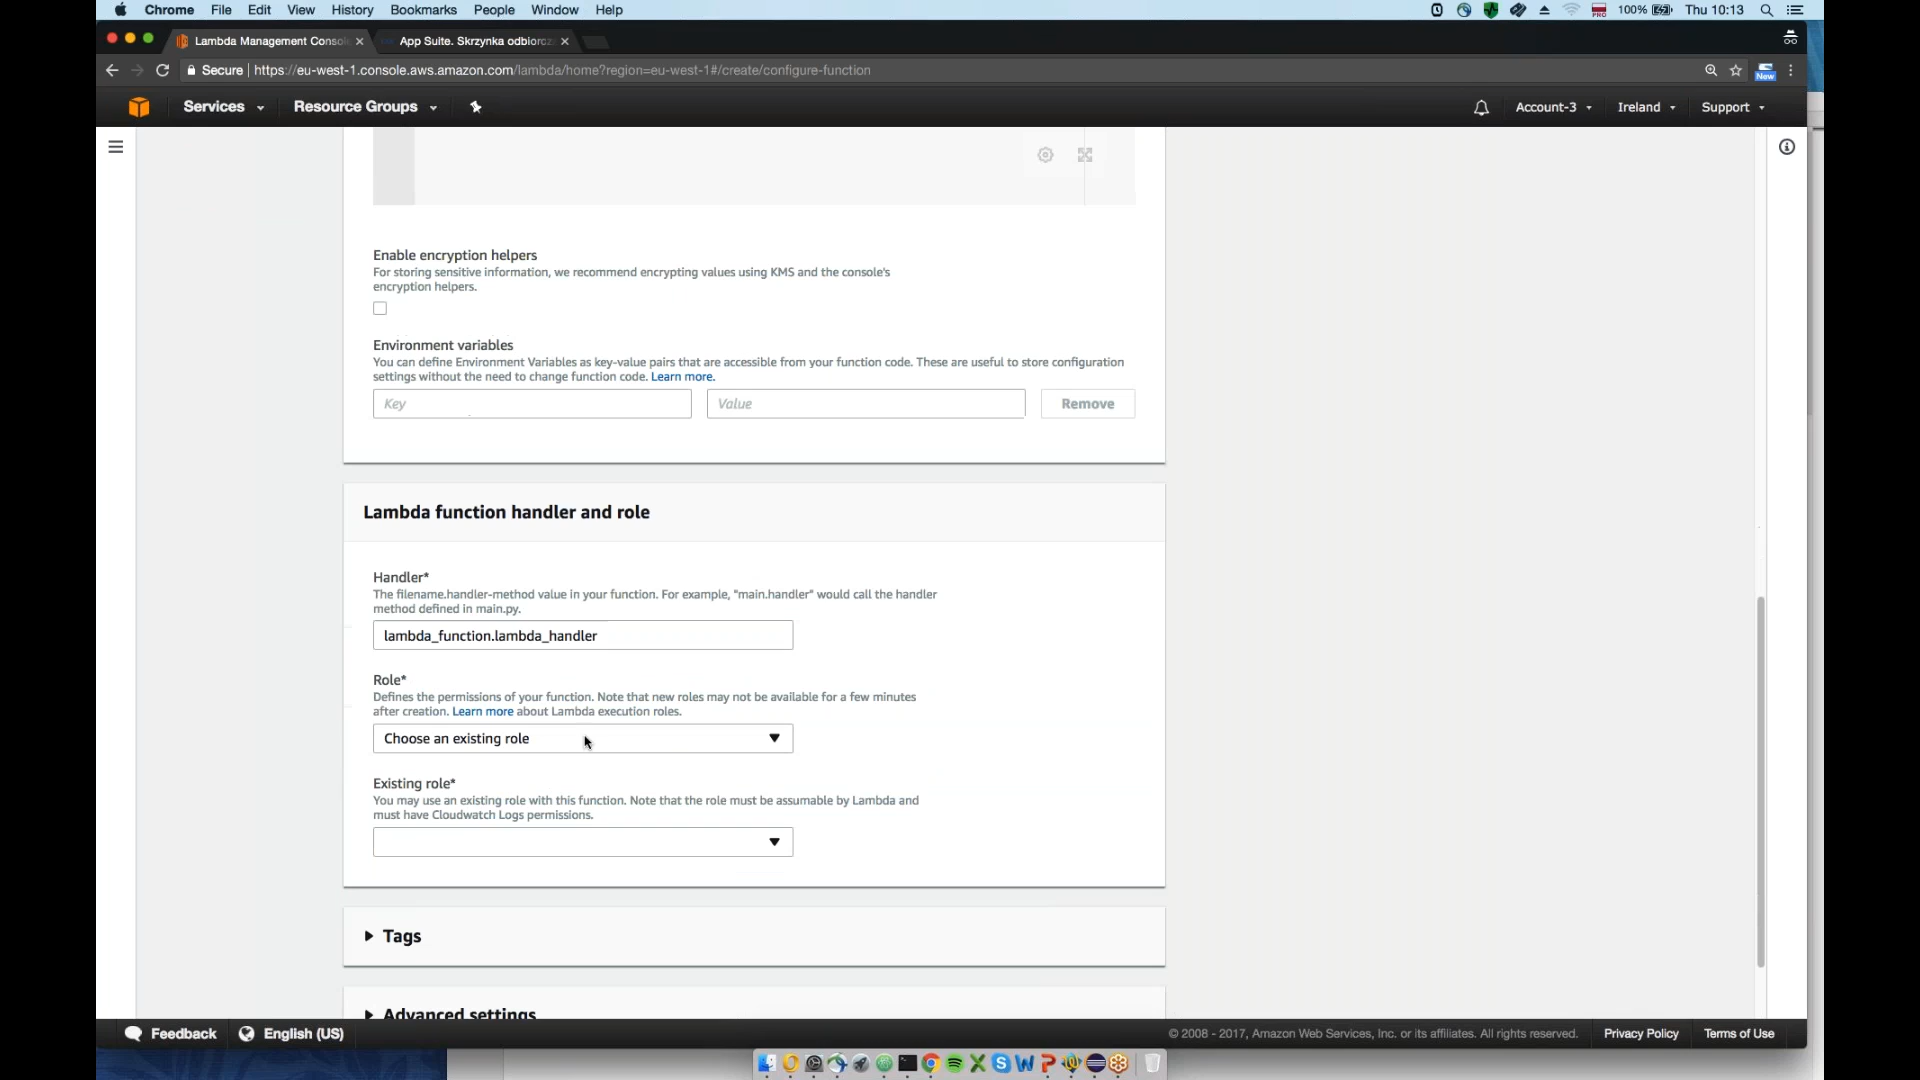 Chrome File Edit View History Bookmarks People Window Help 100% Thu 10:13
Lambda Management Consol App Suite. Skrzynka odbiorcz
Secure https://eu-west-1.console.aws.amazon.com/lambda/home?region=eu-west-1#/create/configure-function New
Services Resource Groups Account-3 Ireland Support
Enable encryption helpers
For storing sensitive information, we recommend encrypting values using KMS and the console's
encryption helpers.
Environment variables
You can define Environment Variables as key-value pairs that are accessible from your function code. These are useful to store configuration
settings without the need to change function code. Learn more.
Key Value Remove
Lambda function handler and role
Handler*
The filename.handler-method value in your function. For example, "main.handler" would call the handler
method defined in main.py.
lambda_function.lambda_handler
Role*
Defines the permissions of your function. Note that new roles may not be available for a few minutes
after creation. Learn more about Lambda execution roles.
Choose an existing role
Existing role*
You may use an existing role with this function. Note that the role must be assumable by Lambda and
must have Cloudwatch Logs permissions.
Tags
Advanced settings
Feedback English (US) © 2008 - 2017, Amazon Web Services, Inc. or its affiliates. All rights reserved. Privacy Policy Terms of Use